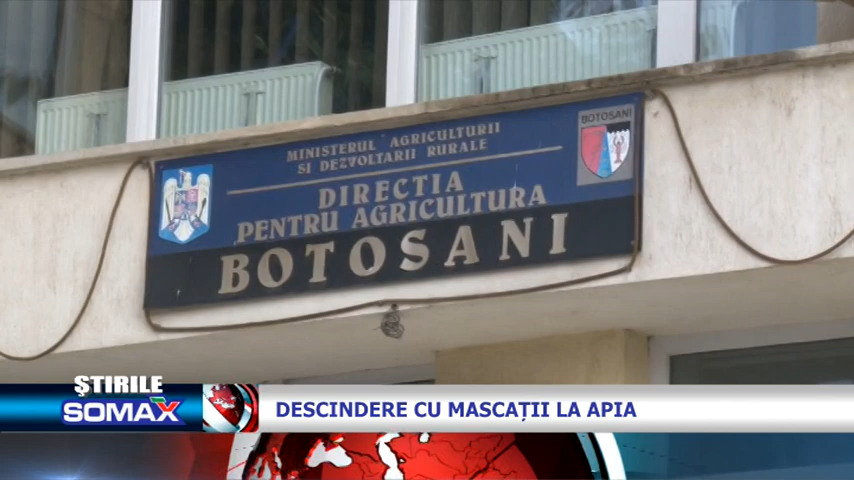 BOTOSANI
MINISTERUL AGRICULTURII
SI DEZVOLTARII RURALE
DIRECTIA
PENTRU AGRICULTURA
BOTOSANI
ŞTIRILE
SOMAX
DESCINDERE CU MASCAȚII LA APIA